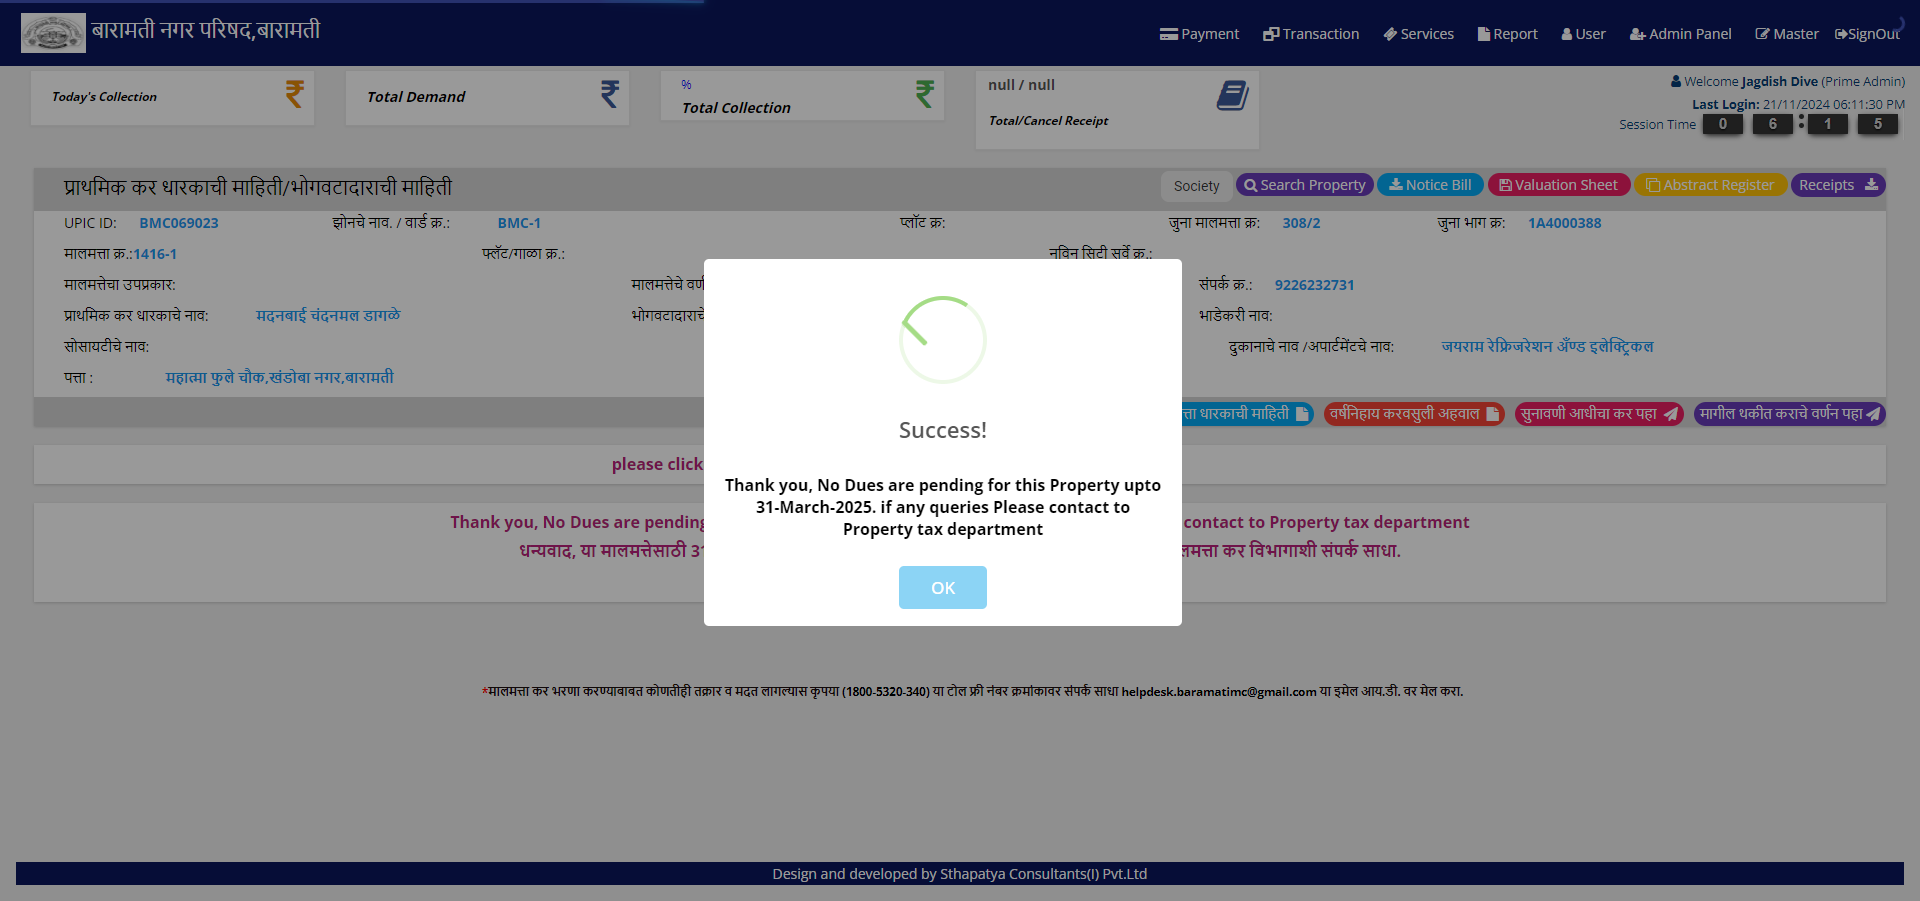 बारामती नगर परिषद,बारामती
Payment Transaction Services Report User Admin Panel Master SignOut
Today's Collection
Total Demand
%
Total Collection
null / null
Total/Cancel Receipt
Welcome Jagdish Dive (Prime Admin)
Last Login: 21/11/2024 06:11:30 PM
Session Time 0 6 : 1 5
प्राथमिक कर धारकाची माहिती/भोगवटादाराची माहिती
Society Search Property Notice Bill Valuation Sheet Abstract Register Receipts
UPIC ID: BMC069023 झोनचे नाव. / वार्ड क्र.: BMC-1 प्लॉट क्र: जुना मालमत्ता क्र: 308/2 जुना भाग क्र: 1A4000388
मालमत्ता क्र.:1416-1 फ्लॅट/गाळा क्र.: नविन सिटी सर्वे क्र.:
मालमत्तेचा उपप्रकार: मालमत्तेचे संपर्क क्र.: 9226232731
प्राथमिक कर धारकाचे नाव: मदनबाई चंदनमल डागळे भाडेकरी नाव:
सोसायटीचे नाव: दुकानाचे नाव /अपार्टमेंटचे नाव: जयराम रेफ्रिजरेशन अँण्ड इलेक्ट्रिकल
पत्ता : महात्मा फुले चौक,खंडोबा नगर,बारामती
धारकाची माहिती वर्षनिहाय करवसुली अहवाल सुनावणी आधीचा कर पहा मागील थकीत कराचे वर्णन पहा
please click
Thank you, No Dues are pending contact to Property tax department
धन्यवाद, या मालमत्तेसाठी कर विभागाशी संपर्क साधा.
Success!
Thank you, No Dues are pending for this Property upto
31-March-2025. if any queries Please contact to
Property tax department
OK
*मालमत्ता कर भरणा करण्याबाबत कोणतीही तक्रार व मदत लागल्यास कृपया (1800-5320-340) या टोल फ्री नंबर क्रमांकावर संपर्क साधा helpdesk.baramatimc@gmail.com या इमेल आय.डी. वर मेल करा.
Design and developed by Sthapatya Consultants(I) Pvt.Ltd